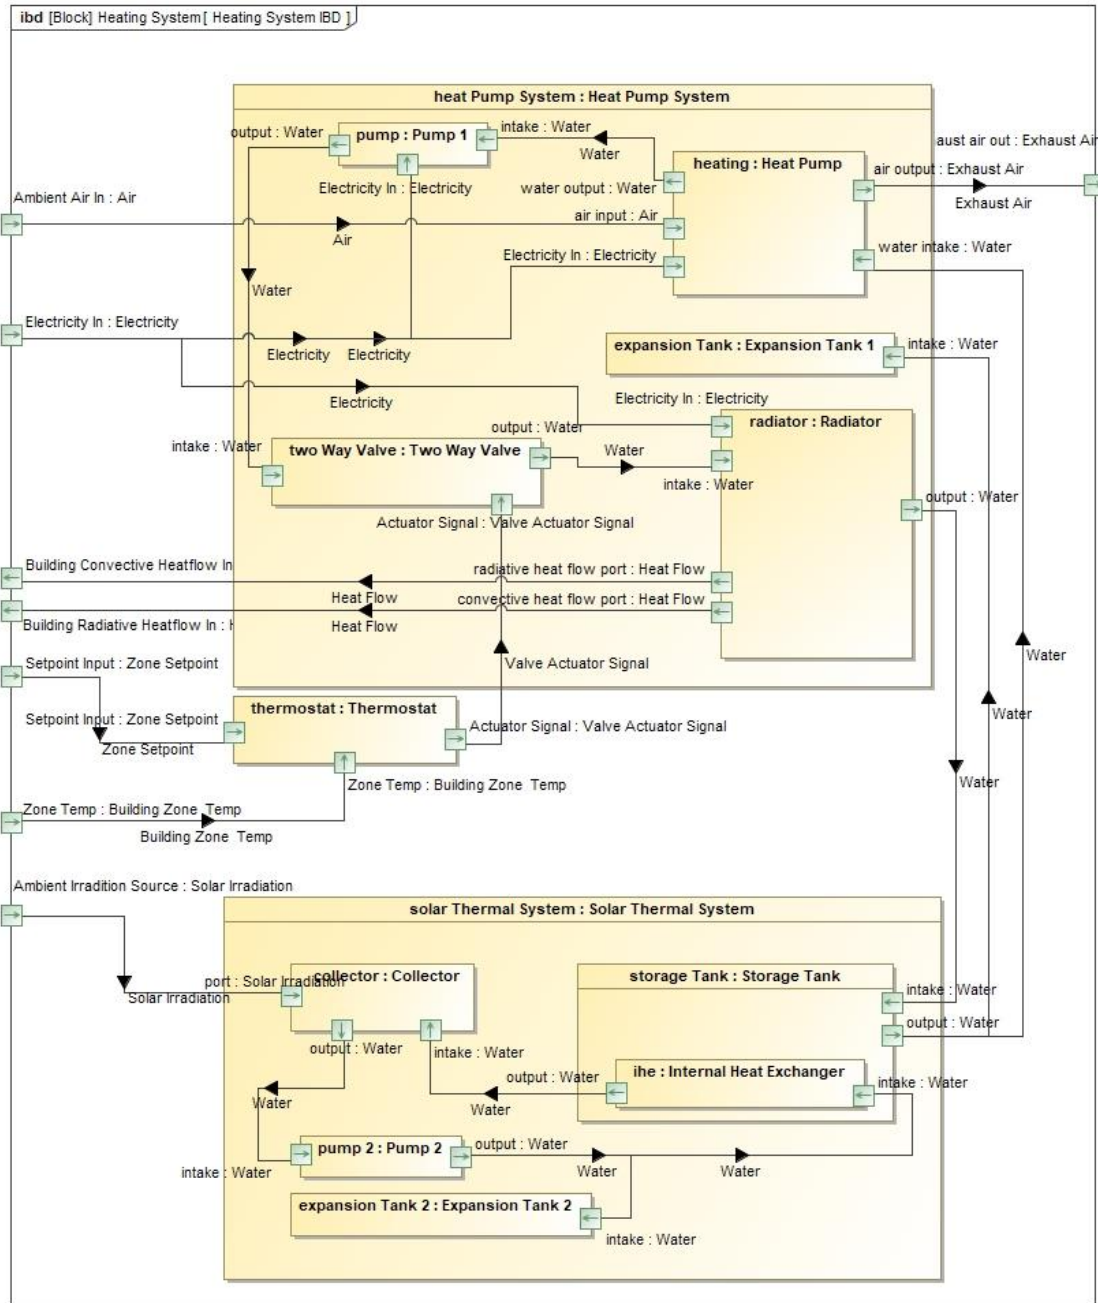 ibd [Block] Heating System[ Heating System IBD ]
heat Pump System : Heat Pump System
output : Water
pump : Pump 1
intake : Water
Water
heating : Heat Pump
aust air out : Exhaust Air
air output : Exhaust Air
Exhaust Air
Electricity In : Electricity
water output : Water
Ambient Air In : Air
Air
air input : Air
water intake : Water
Electricity In : Electricity
Water
Electricity In : Electricity
Electricity
Electricity
expansion Tank : Expansion Tank 1
intake : Water
Electricity
Electricity In : Electricity
radiator : Radiator
output : Water
intake : Water
two Way Valve : Two Way Valve
Water
intake : Water
output : Water
Actuator Signal : Valve Actuator Signal
Building Convective Heatflow In
radiative heat flow port : Heat Flow
Heat Flow
convective heat flow port : Heat Flow
Building Radiative Heatflow In :
Heat Flow
Setpoint Input : Zone Setpoint
Valve Actuator Signal
Water
thermostat : Thermostat
Setpoint Input : Zone Setpoint
Actuator Signal : Valve Actuator Signal
Water
Zone Setpoint
Zone Temp : Building Zone Temp
Water
Zone Temp : Building Zone Temp
Building Zone Temp
Ambient Irradition Source : Solar Irradiation
solar Thermal System : Solar Thermal System
port : Solar Irradiation
collector : Collector
Solar Irradiation
storage Tank : Storage Tank
intake : Water
output : Water
output : Water
intake : Water
ihe : Internal Heat Exchanger
output : Water
intake : Water
Water
Water
pump 2 : Pump 2
output : Water
intake : Water
Water
Water
expansion Tank 2 : Expansion Tank 2
intake : Water